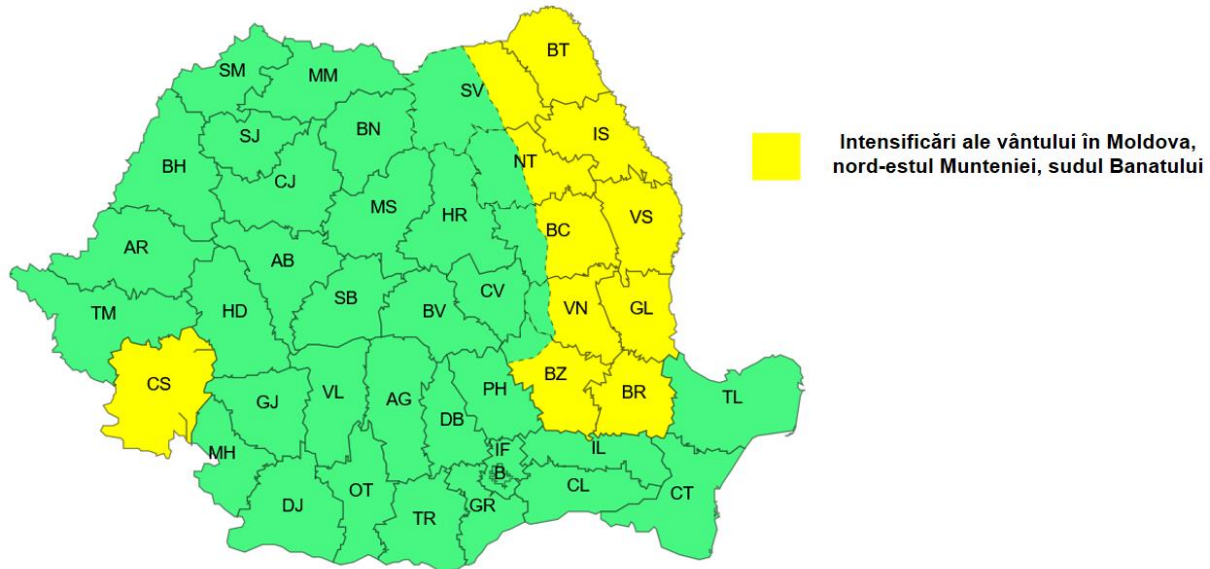 BT
SM
MM
SV
IS
SJ
BN
NT
BH
CJ
MS
HR
VS
BC
AR
AB
CV
SB
BV
VN
GL
TM
HD
CS
BZ
BR
TL
GJ
VL
AG
PH
DB
MH
IF
IL
B
CL
CT
DJ
OT
TR
GR
Intensificări ale vântului în Moldova,
nord-estul Munteniei, sudul Banatului